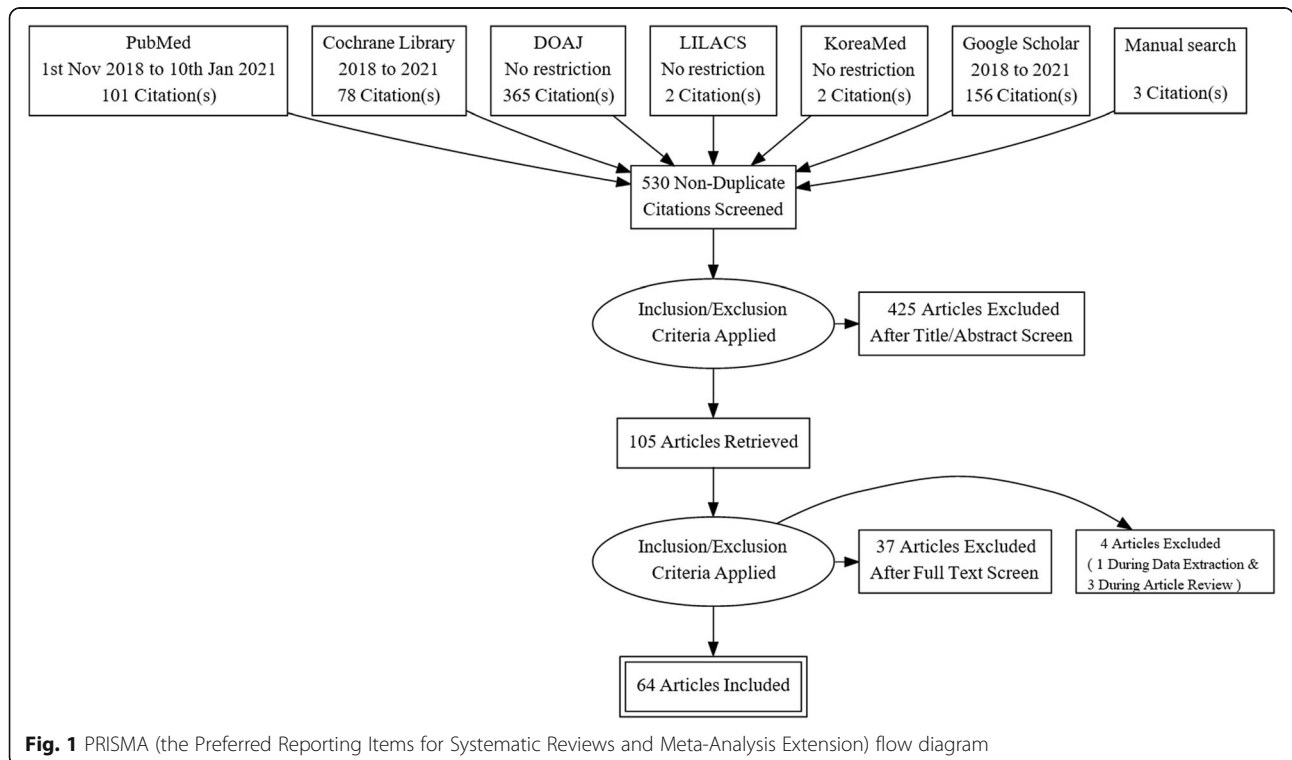 PubMed
1st Nov 2018 to 10th Jan 2021
101 Citation(s)
Cochrane Library
2018 to 2021
78 Citation(s)
DOAJ
No restriction
365 Citation(s)
LILACS
No restriction
2 Citation(s)
KoreaMed
No restriction
2 Citation(s)
Google Scholar
2018 to 2021
156 Citation(s)
Manual search
3 Citation(s)
530 Non-Duplicate
Citations Screened
Inclusion/Exclusion
Criteria Applied
425 Articles Excluded
After Title/Abstract Screen
105 Articles Retrieved
Inclusion/Exclusion
Criteria Applied
37 Articles Excluded
After Full Text Screen
4 Articles Excluded
( 1 During Data Extraction &
3 During Article Review )
64 Articles Included
Fig. 1 PRISMA (the Preferred Reporting Items for Systematic Reviews and Meta-Analysis Extension) flow diagram